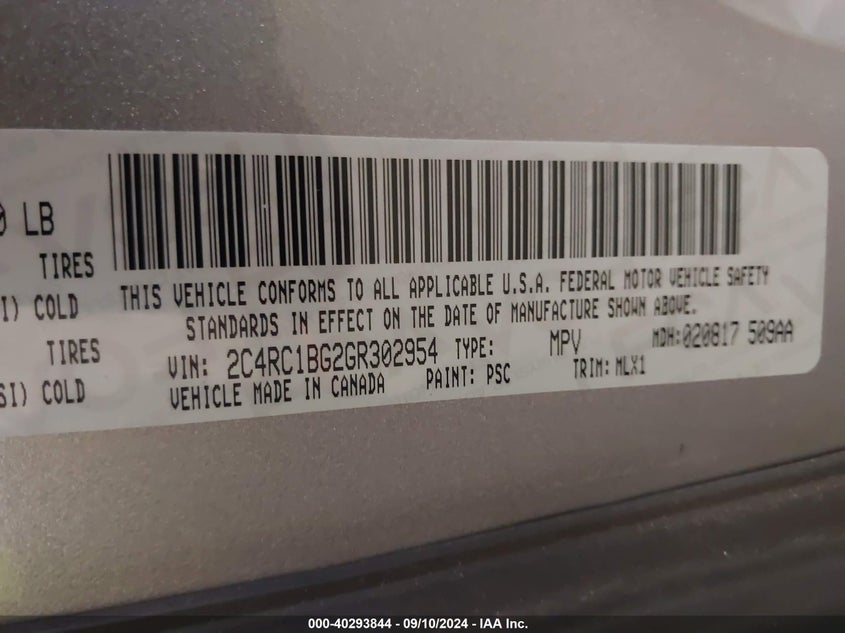 0 LB
TIRES
I) COLD
TIRES
SI) COLD
THIS VEHICLE CONFORMS TO ALL APPLICABLE U.S.A. FEDERAL MOTOR VEHICLE SAFETY
STANDARDS IN EFFECT ON THE DATE OF MANUFACTURE SHOWN ABOVE.
VIN: 2C4RC1BG2GR302954 TYPE: MPV MDH:020817 509AA
VEHICLE MADE IN CANADA PAINT: PSC TRIM: MLX1
000-40293844 - 09/10/2024 - IAA Inc.